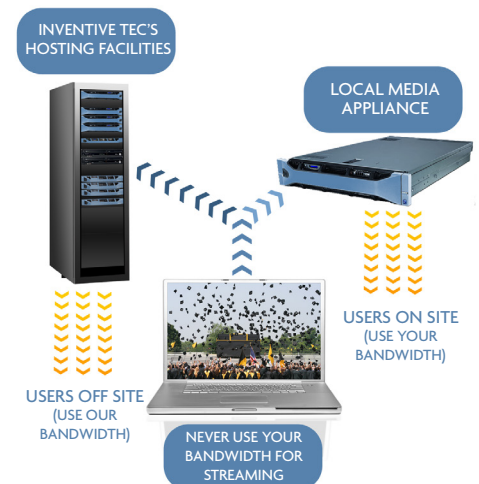 INVENTIVE TEC'S
HOSTING FACILITIES
LOCAL MEDIA
APPLIANCE
USERS ON SITE
(USE YOUR
BANDWIDTH)
USERS OFF SITE
(USE OUR
BANDWIDTH)
NEVER USE YOUR
BANDWIDTH FOR
STREAMING